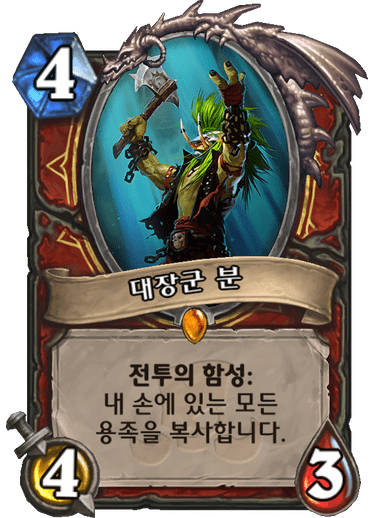 4
대장군 분
전투의 함성:
내 손에 있는 모든
용족을 복사합니다.
4
3